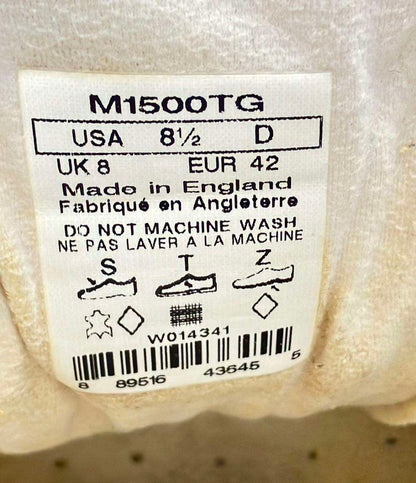 M1500TG
USA 8½ D
UK 8 EUR 42
Made in England
Fabriqué en Angleterre
DO NOT MACHINE WASH
NE PAS LAVER A LA MACHINE
S T Z
W014341
8 89516 43645 5